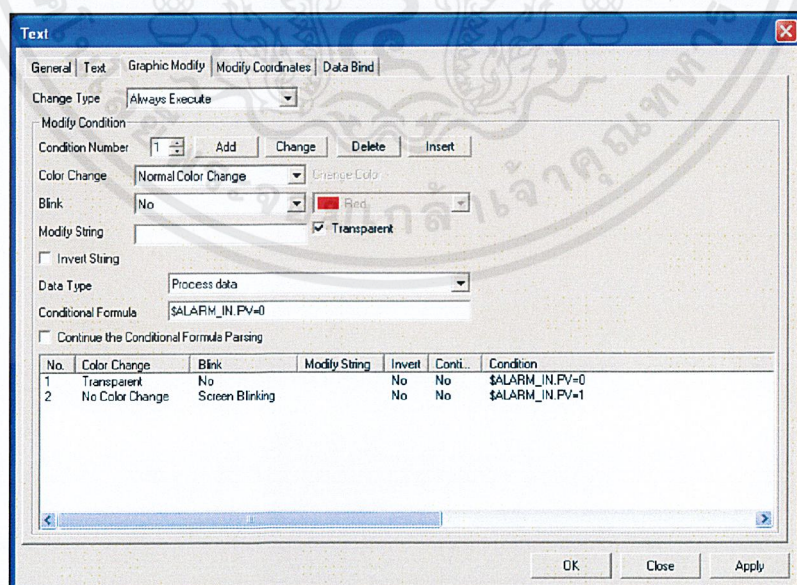 Text
General Text Graphic Modify Modify Coordinates Data Bind
Change Type Always Execute
Modify Condition
Condition Number 1 Add Change Delete Insert
Color Change Normal Color Change Change Color
Blink No Red
Modify String Transparent
Invert String
Data Type Process data
Conditional Formula $ALARM_IN.PV=0
Continue the Conditional Formula Parsing
No. Color Change Blink Modify String Invert Conti... Condition
1 Transparent No No No $ALARM_IN.PV=0
2 No Color Change Screen Blinking No No $ALARM_IN.PV=1
OK Close Apply